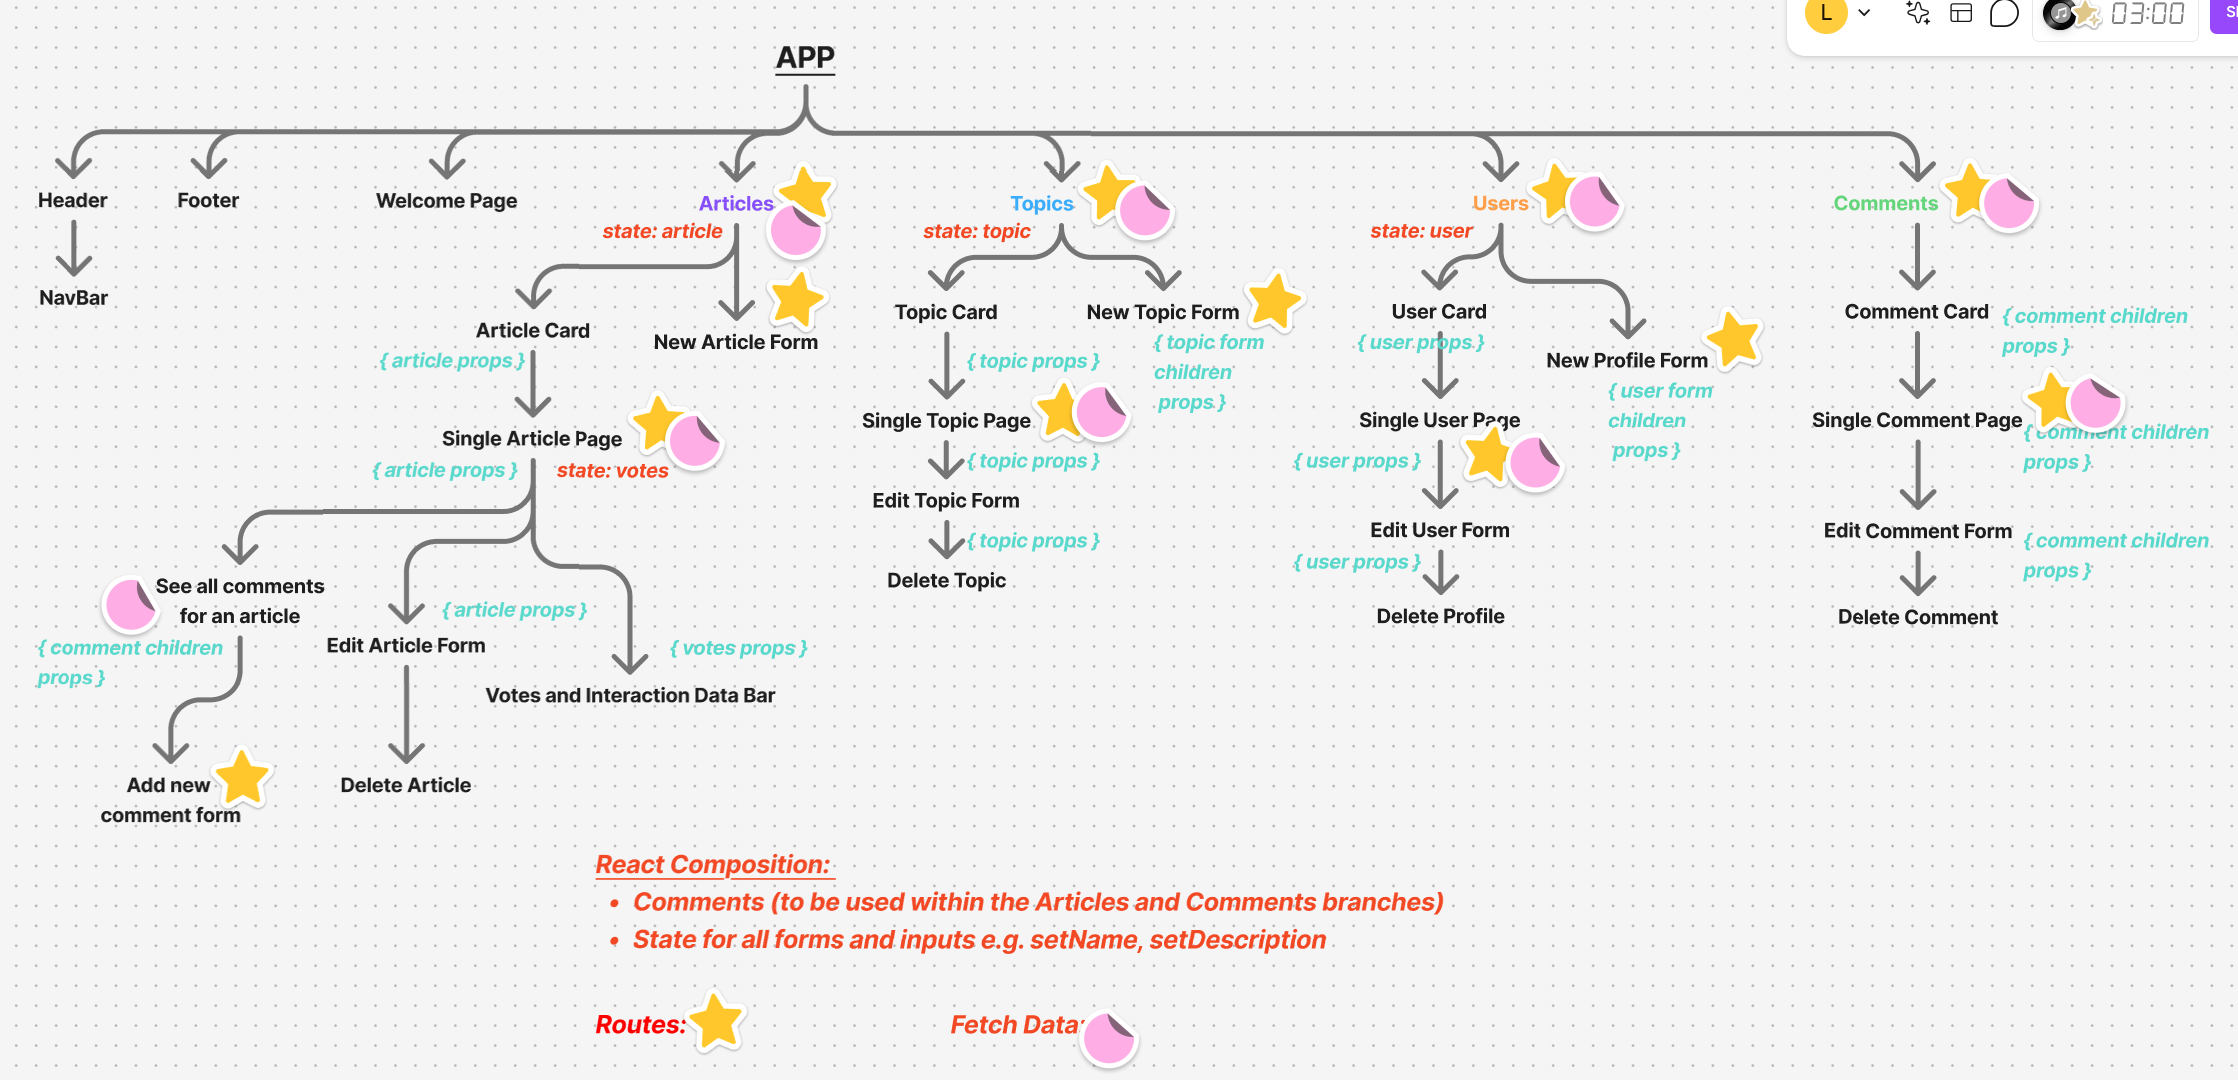 L
03:00
APP
Header
Footer
Welcome Page
Articles
Topics
Users
Comments
state: article
state: topic
state: user
NavBar
Article Card
{ article props }
New Article Form
Topic Card
{ topic props }
New Topic Form
{ topic form
children
props }
User Card
{ user props }
New Profile Form
{ user form
children
props }
Comment Card
{ comment children
props }
Single Article Page
{ article props }
state: votes
Single Topic Page
{ topic props }
Single User Page
{ user props }
Single Comment Page
{ comment children
props }
Edit Topic Form
{ topic props }
Delete Topic
Edit User Form
{ user props }
Delete Profile
Edit Comment Form
{ comment children
props }
Delete Comment
See all comments
for an article
{ comment children
props }
{ article props }
Edit Article Form
{ votes props }
Votes and Interaction Data Bar
Add new
comment form
Delete Article
React Composition:
• Comments (to be used within the Articles and Comments branches)
• State for all forms and inputs e.g. setName, setDescription
Routes:
Fetch Data: